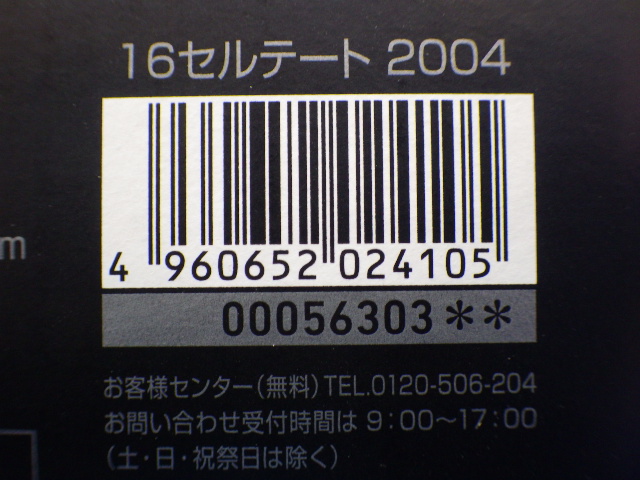 16セルテート 2004
4 960652 024105
m
00056303**
お客様センター(無料)TEL.0120-506-204
お問い合わせ受付時間は 9:00〜17:00
(土・日・祝祭日は除く)